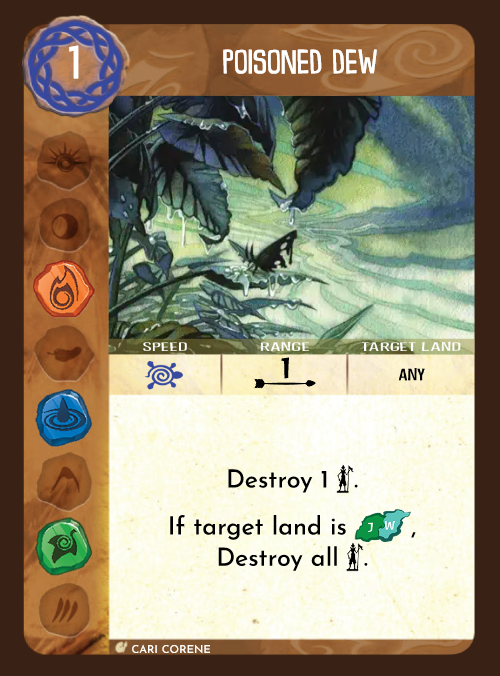 1
POISONED DEW
SPEED RANGE TARGET LAND
1 ANY
Destroy 1 .
If target land is J W ,
Destroy all .
CARI CORENE